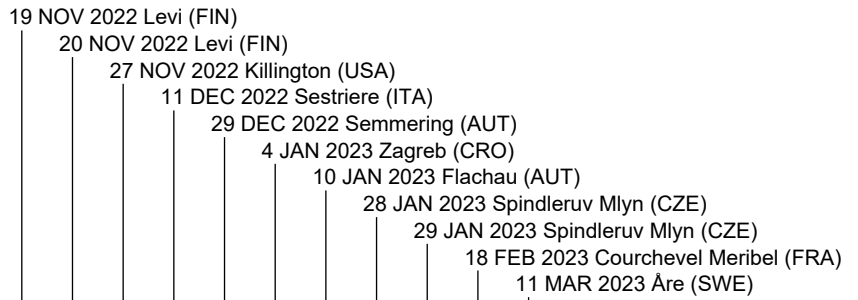 19 NOV 2022 Levi (FIN)
20 NOV 2022 Levi (FIN)
27 NOV 2022 Killington (USA)
11 DEC 2022 Sestriere (ITA)
29 DEC 2022 Semmering (AUT)
4 JAN 2023 Zagreb (CRO)
10 JAN 2023 Flachau (AUT)
28 JAN 2023 Spindleruv Mlyn (CZE)
29 JAN 2023 Spindleruv Mlyn (CZE)
18 FEB 2023 Courchevel Meribel (FRA)
11 MAR 2023 Åre (SWE)